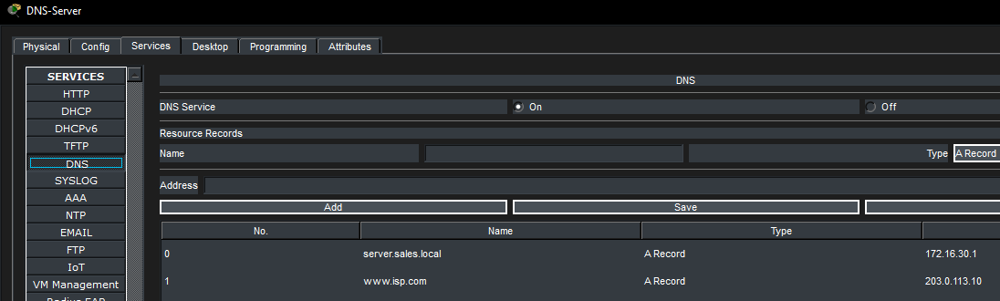 DNS-Server
Physical Config Services Desktop Programming Attributes
SERVICES
HTTP
DHCP
DHCPv6
TFTP
DNS
SYSLOG
AAA
NTP
EMAIL
FTP
IoT
VM Management
Radius EAP
DNS
DNS Service On Off
Resource Records
Name Type A Record
Address
Add Save
No. Name Type
0 server.sales.local A Record 172.16.30.1
1 www.isp.com A Record 203.0.113.10